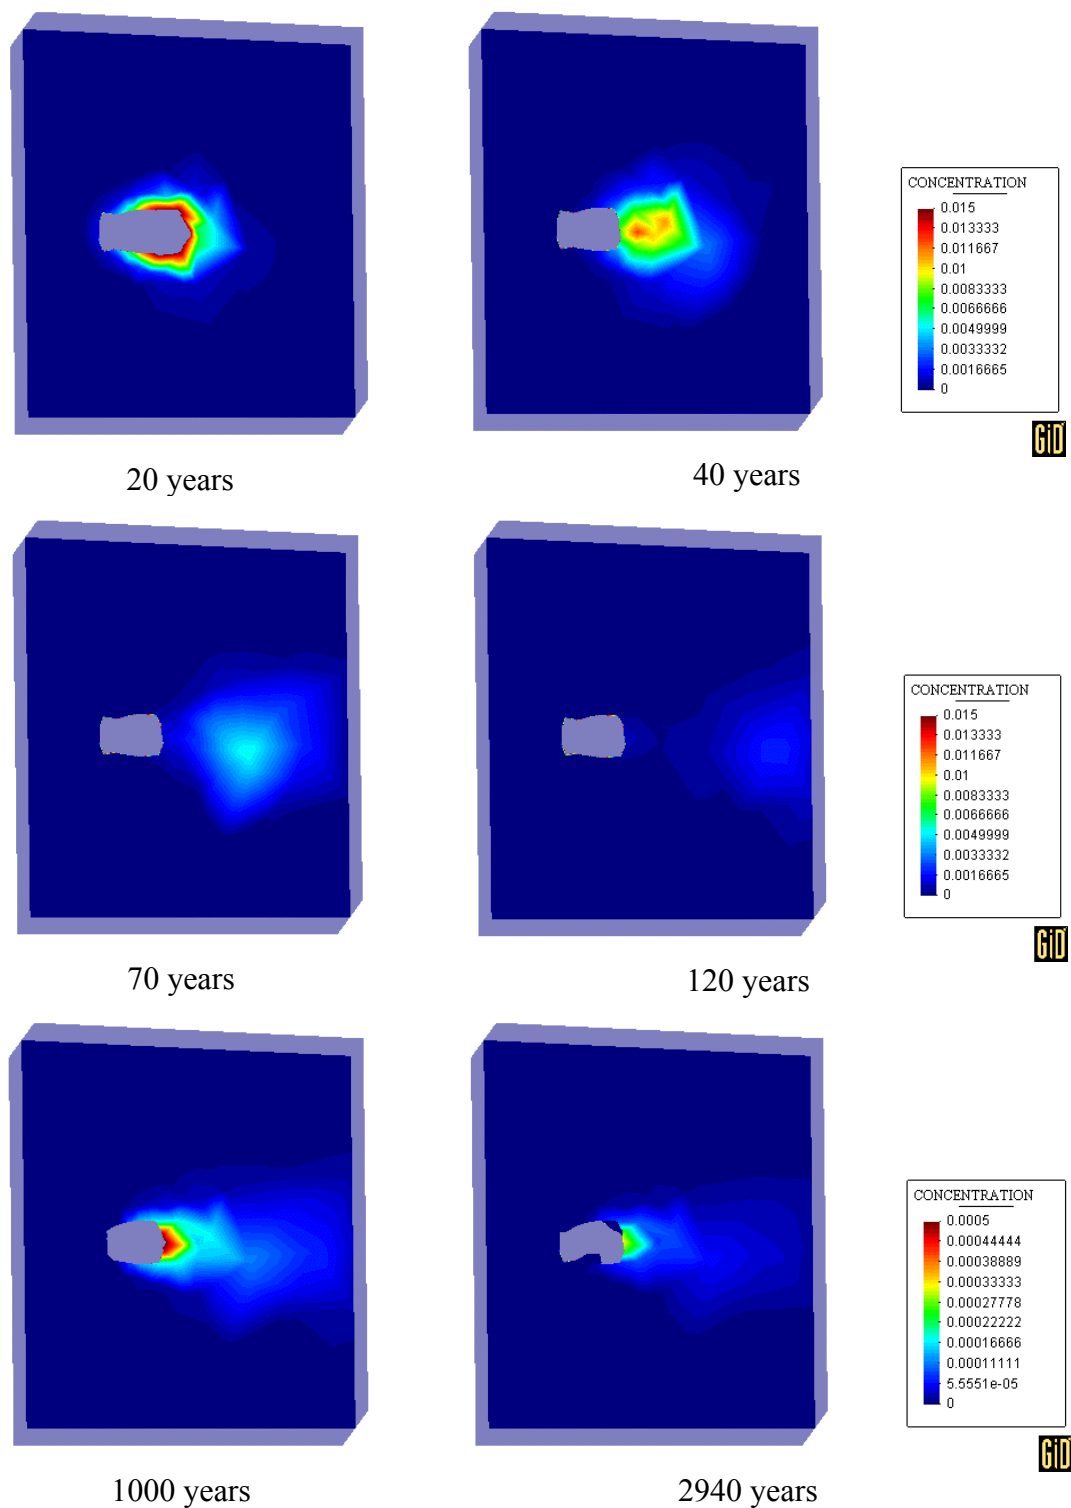 CONCENTRATION
0.015
0.013333
0.011667
0.01
0.0083333
0.0066666
0.0049999
0.0033332
0.0016665
0
GiD
20 years
40 years
CONCENTRATION
0.015
0.013333
0.011667
0.01
0.0083333
0.0066666
0.0049999
0.0033332
0.0016665
0
GiD
70 years
120 years
CONCENTRATION
0.0005
0.00044444
0.00038889
0.00033333
0.00027778
0.00022222
0.00016666
0.00011111
5.5551e-05
0
GiD
1000 years
2940 years